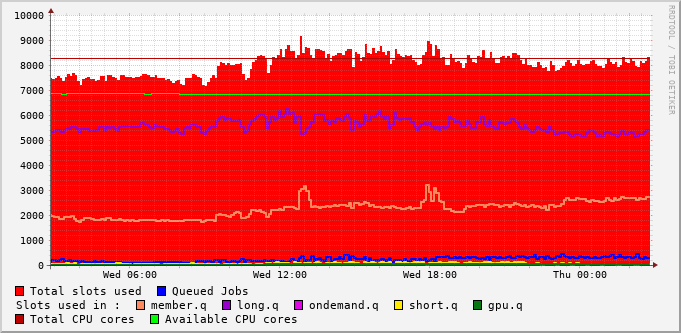 10000
9000
8000
7000
6000
5000
4000
3000
2000
1000
0
Wed 06:00 Wed 12:00 Wed 18:00 Thu 00:00
Total slots used Queued Jobs
Slots used in : member.q long.q ondemand.q short.q gpu.q
Total CPU cores Available CPU cores
RRDTOOL / TOBI OETIKER